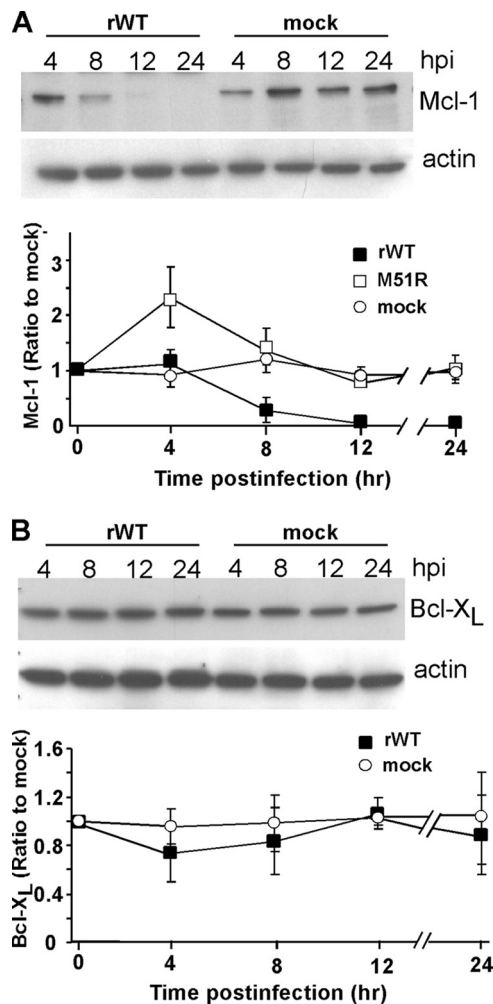 A
rWT mock
4 8 12 24 4 8 12 24 hpi
Mcl-1
actin
Mcl-1 (Ratio to mock)
3
2
1
0
rWT
M51R
mock
0 4 8 12 24
Time postinfection (hr)
B
rWT mock
4 8 12 24 4 8 12 24 hpi
Bcl-XL
actin
Bcl-XL (Ratio to mock)
1.6
1.2
0.8
0.4
0
rWT
mock
0 4 8 12 24
Time postinfection (hr)